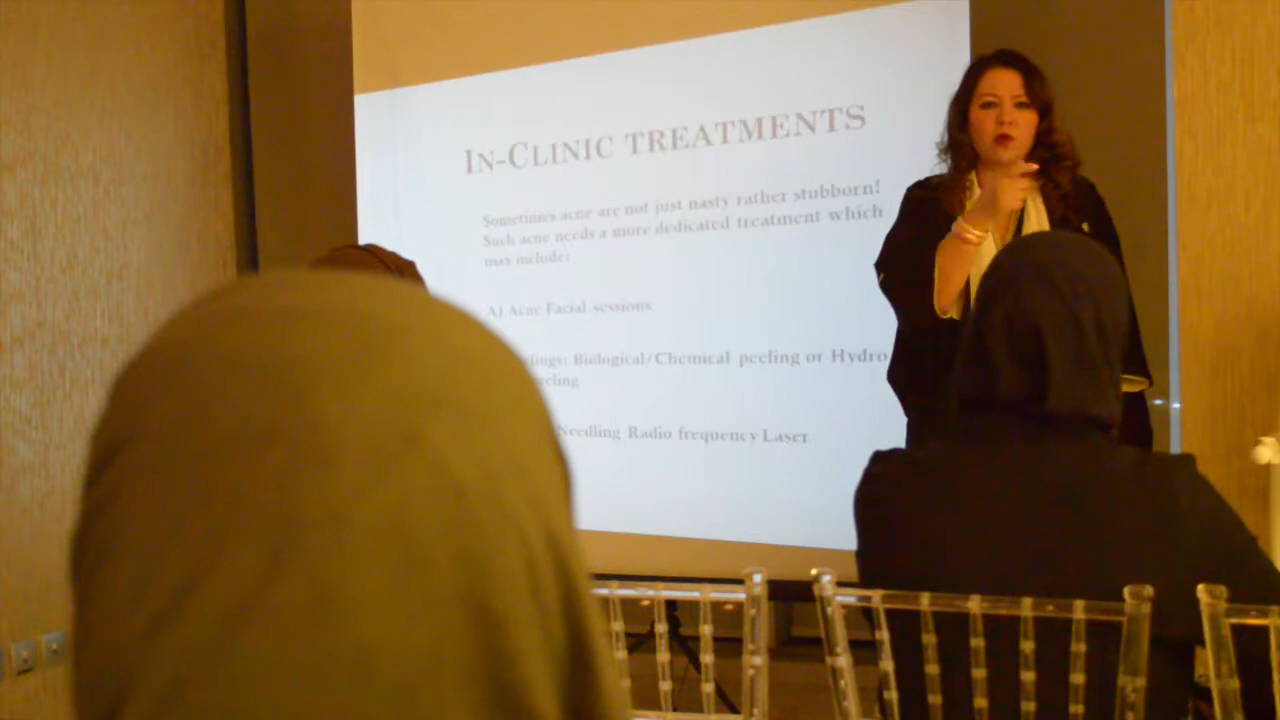 IN-CLINIC TREATMENTS
Sometimes acne are not just nasty rather stubborn!
Such acne needs a more dedicated treatment which
may include:
A) Acne Facial sessions
Biological/Chemical peeling or Hydro
Needling Radio frequency Laser